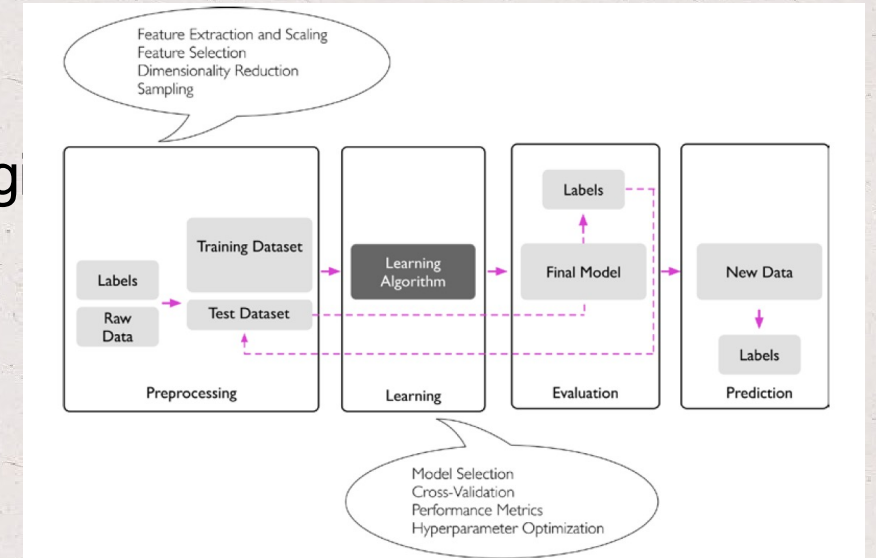 Feature Extraction and Scaling
Feature Selection
Dimensionality Reduction
Sampling
gi
Labels
Raw
Data
Training Dataset
Test Dataset
Preprocessing
Learning
Algorithm
Learning
Labels
Final Model
Evaluation
New Data
Labels
Prediction
Model Selection
Cross-Validation
Performance Metrics
Hyperparameter Optimization